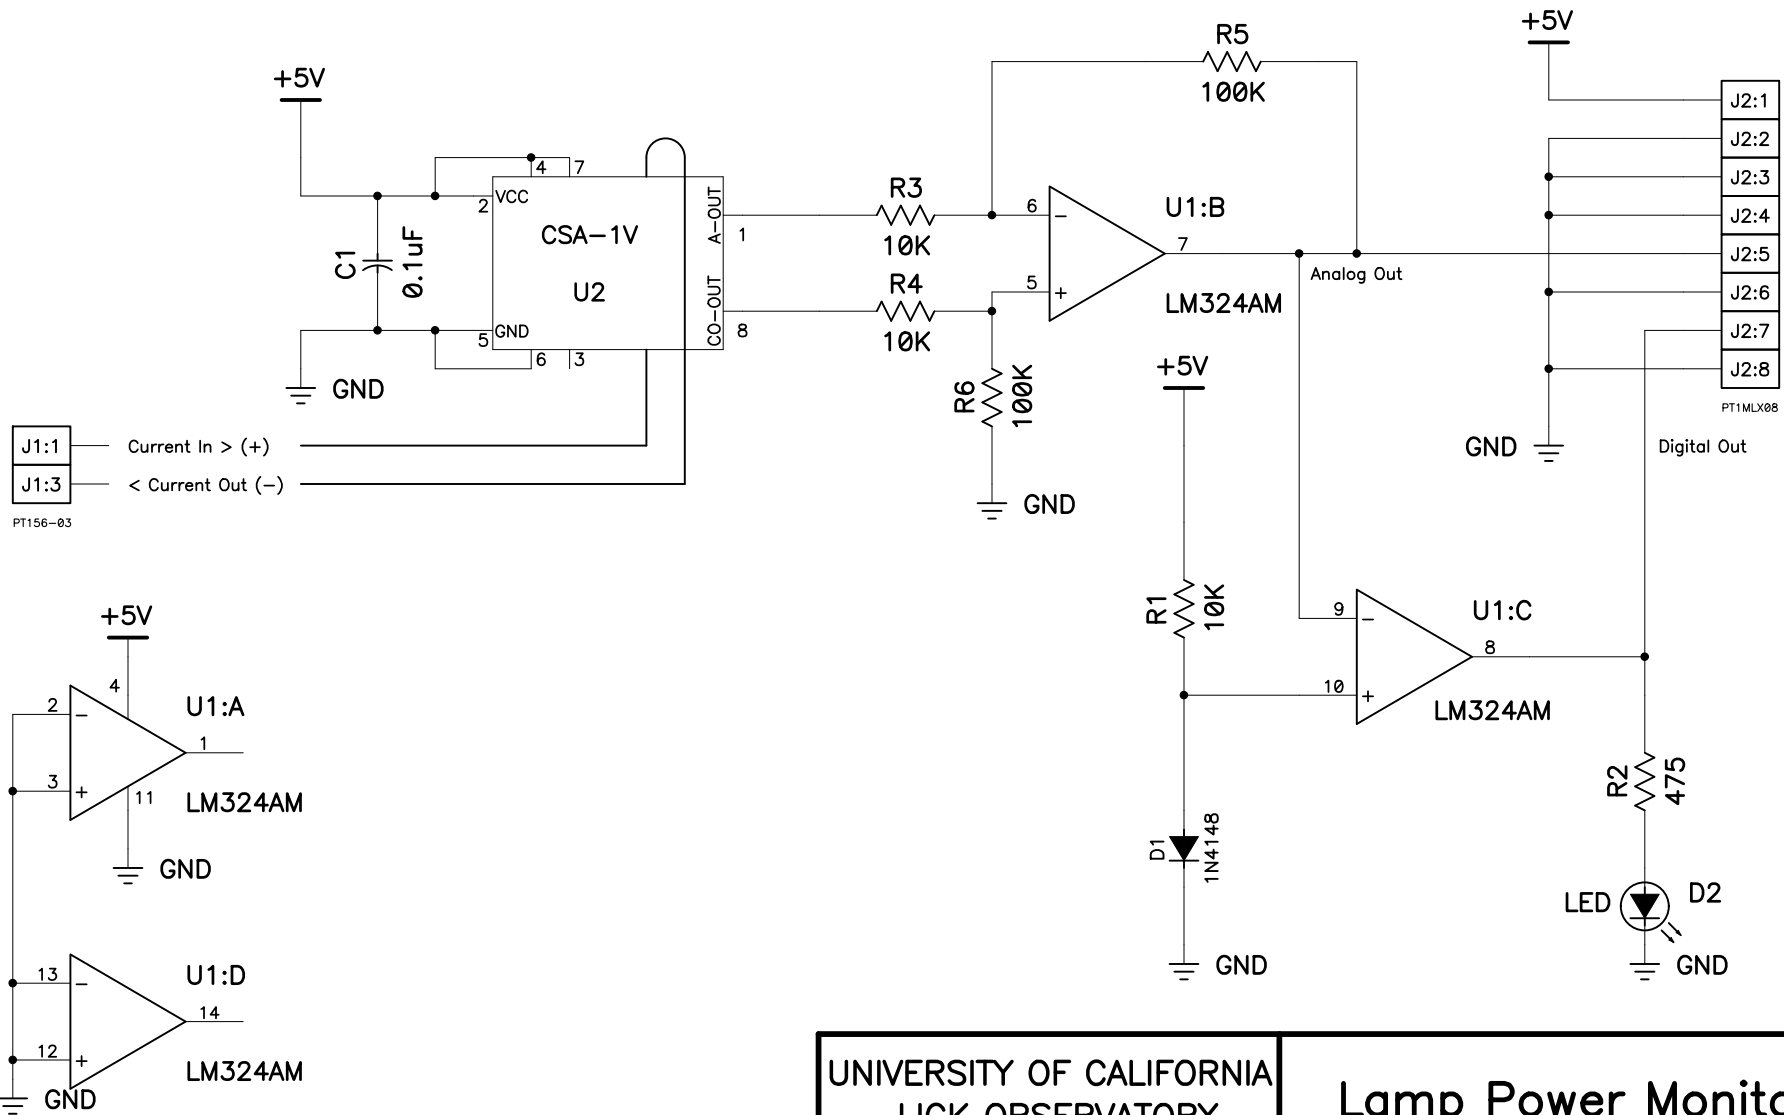 +5V
R5
100K
+5V
J2:1
J2:2
J2:3
J2:4
J2:5
J2:6
J2:7
J2:8
PT1MLX08
Digital Out
GND
4
7
VCC
2
CSA-1V
U2
A-OUT
1
CO-OUT
8
GND
5
6
3
C1
0.1uF
GND
R3
10K
R4
10K
6
-
5
+
U1:B
7
LM324AM
Analog Out
R6
100K
GND
J1:1
Current In > (+)
J1:3
< Current Out (-)
PT156-03
+5V
R1
10K
9
-
10
+
U1:C
8
LM324AM
D1
1N4148
GND
R2
475
LED
D2
GND
+5V
4
2
-
3
+
U1:A
1
11
LM324AM
GND
13
-
12
+
U1:D
14
LM324AM
GND
UNIVERSITY OF CALIFORNIA
LICK OBSERVATORY
Lamp Power Monito